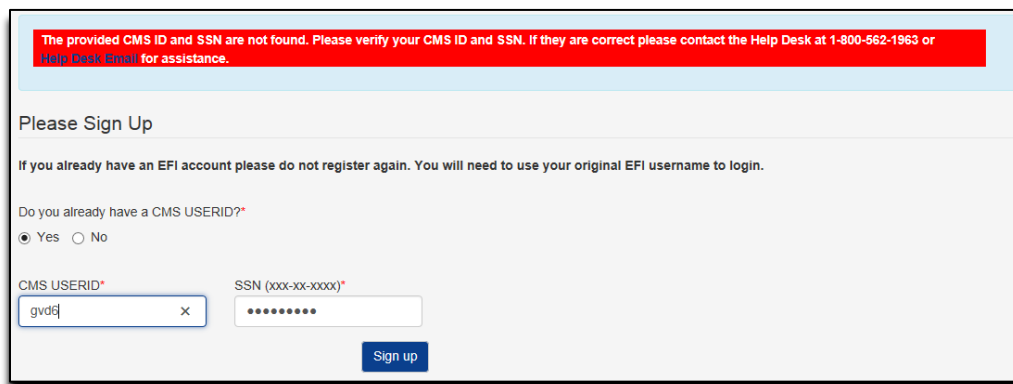 The provided CMS ID and SSN are not found. Please verify your CMS ID and SSN. If they are correct please contact the Help Desk at 1-800-562-1963 or
Help Desk Email for assistance.
Please Sign Up
If you already have an EFI account please do not register again. You will need to use your original EFI username to login.
Do you already have a CMS USERID?*
Yes No
CMS USERID* SSN (xxx-xx-xxxx)*
gvd6 •••••••••
Sign up